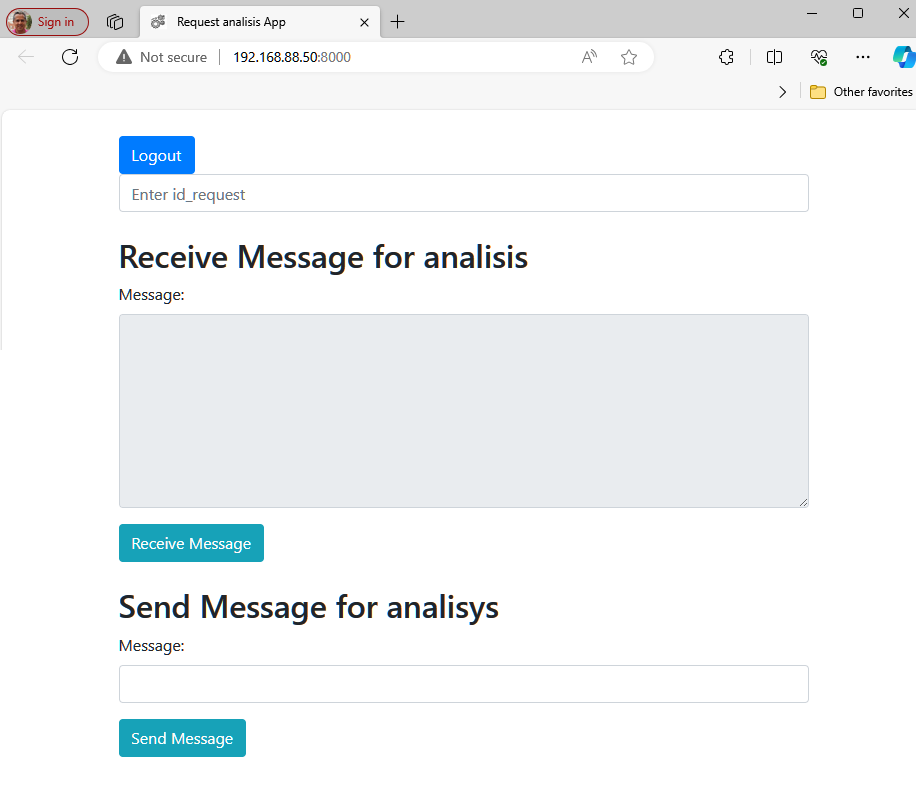 Sign in
Request analisis App
Not secure
192.168.88.50:8000
Other favorites
Logout
Enter id_request
Receive Message for analisis
Message:
Receive Message
Send Message for analisys
Message:
Send Message